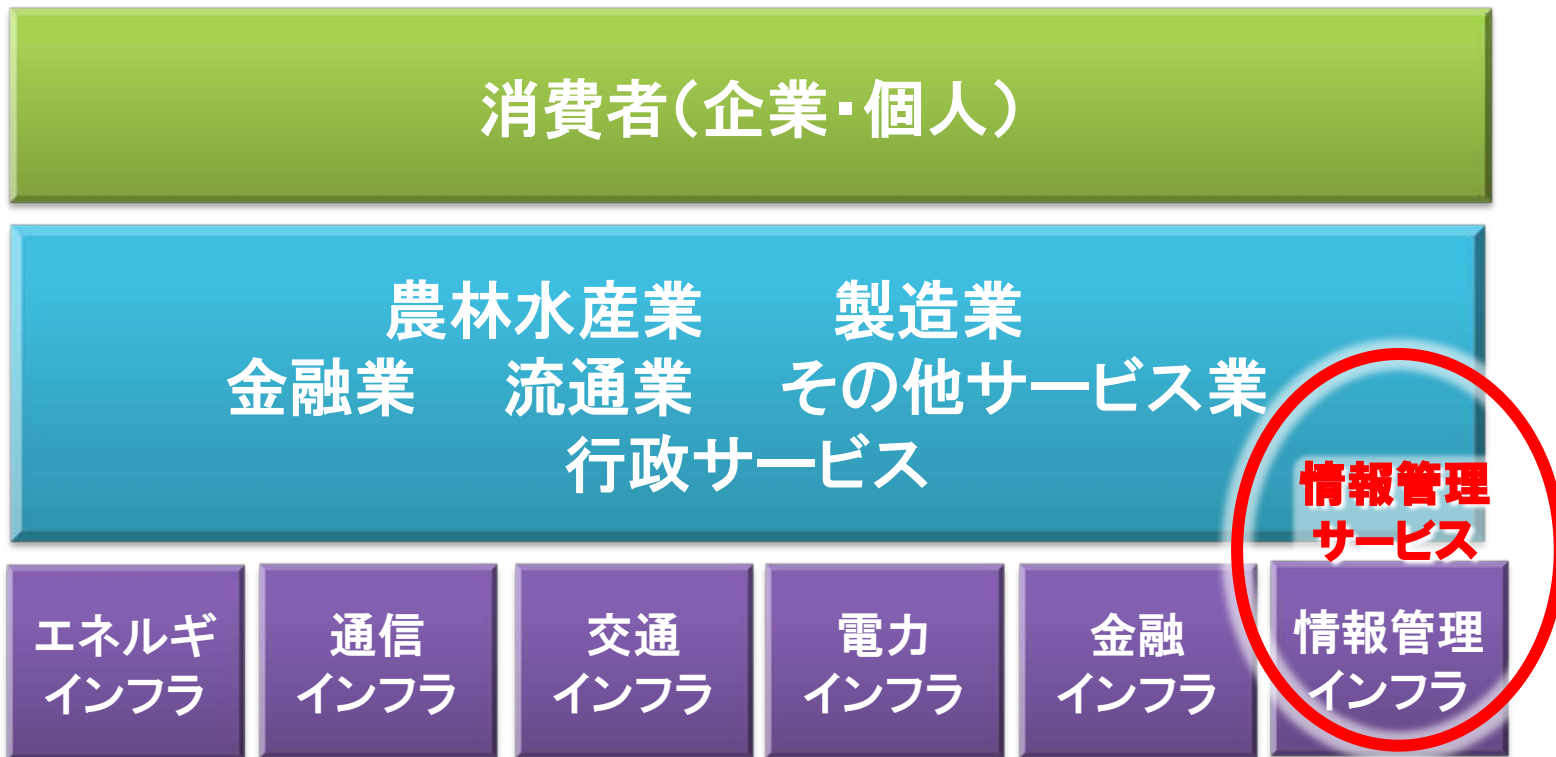 消費者(企業・個人)
農林水産業 製造業
金融業 流通業 その他サービス業
行政サービス
情報管理
サービス
エネルギ
インフラ
通信
インフラ
交通
インフラ
電力
インフラ
金融
インフラ
情報管理
インフラ